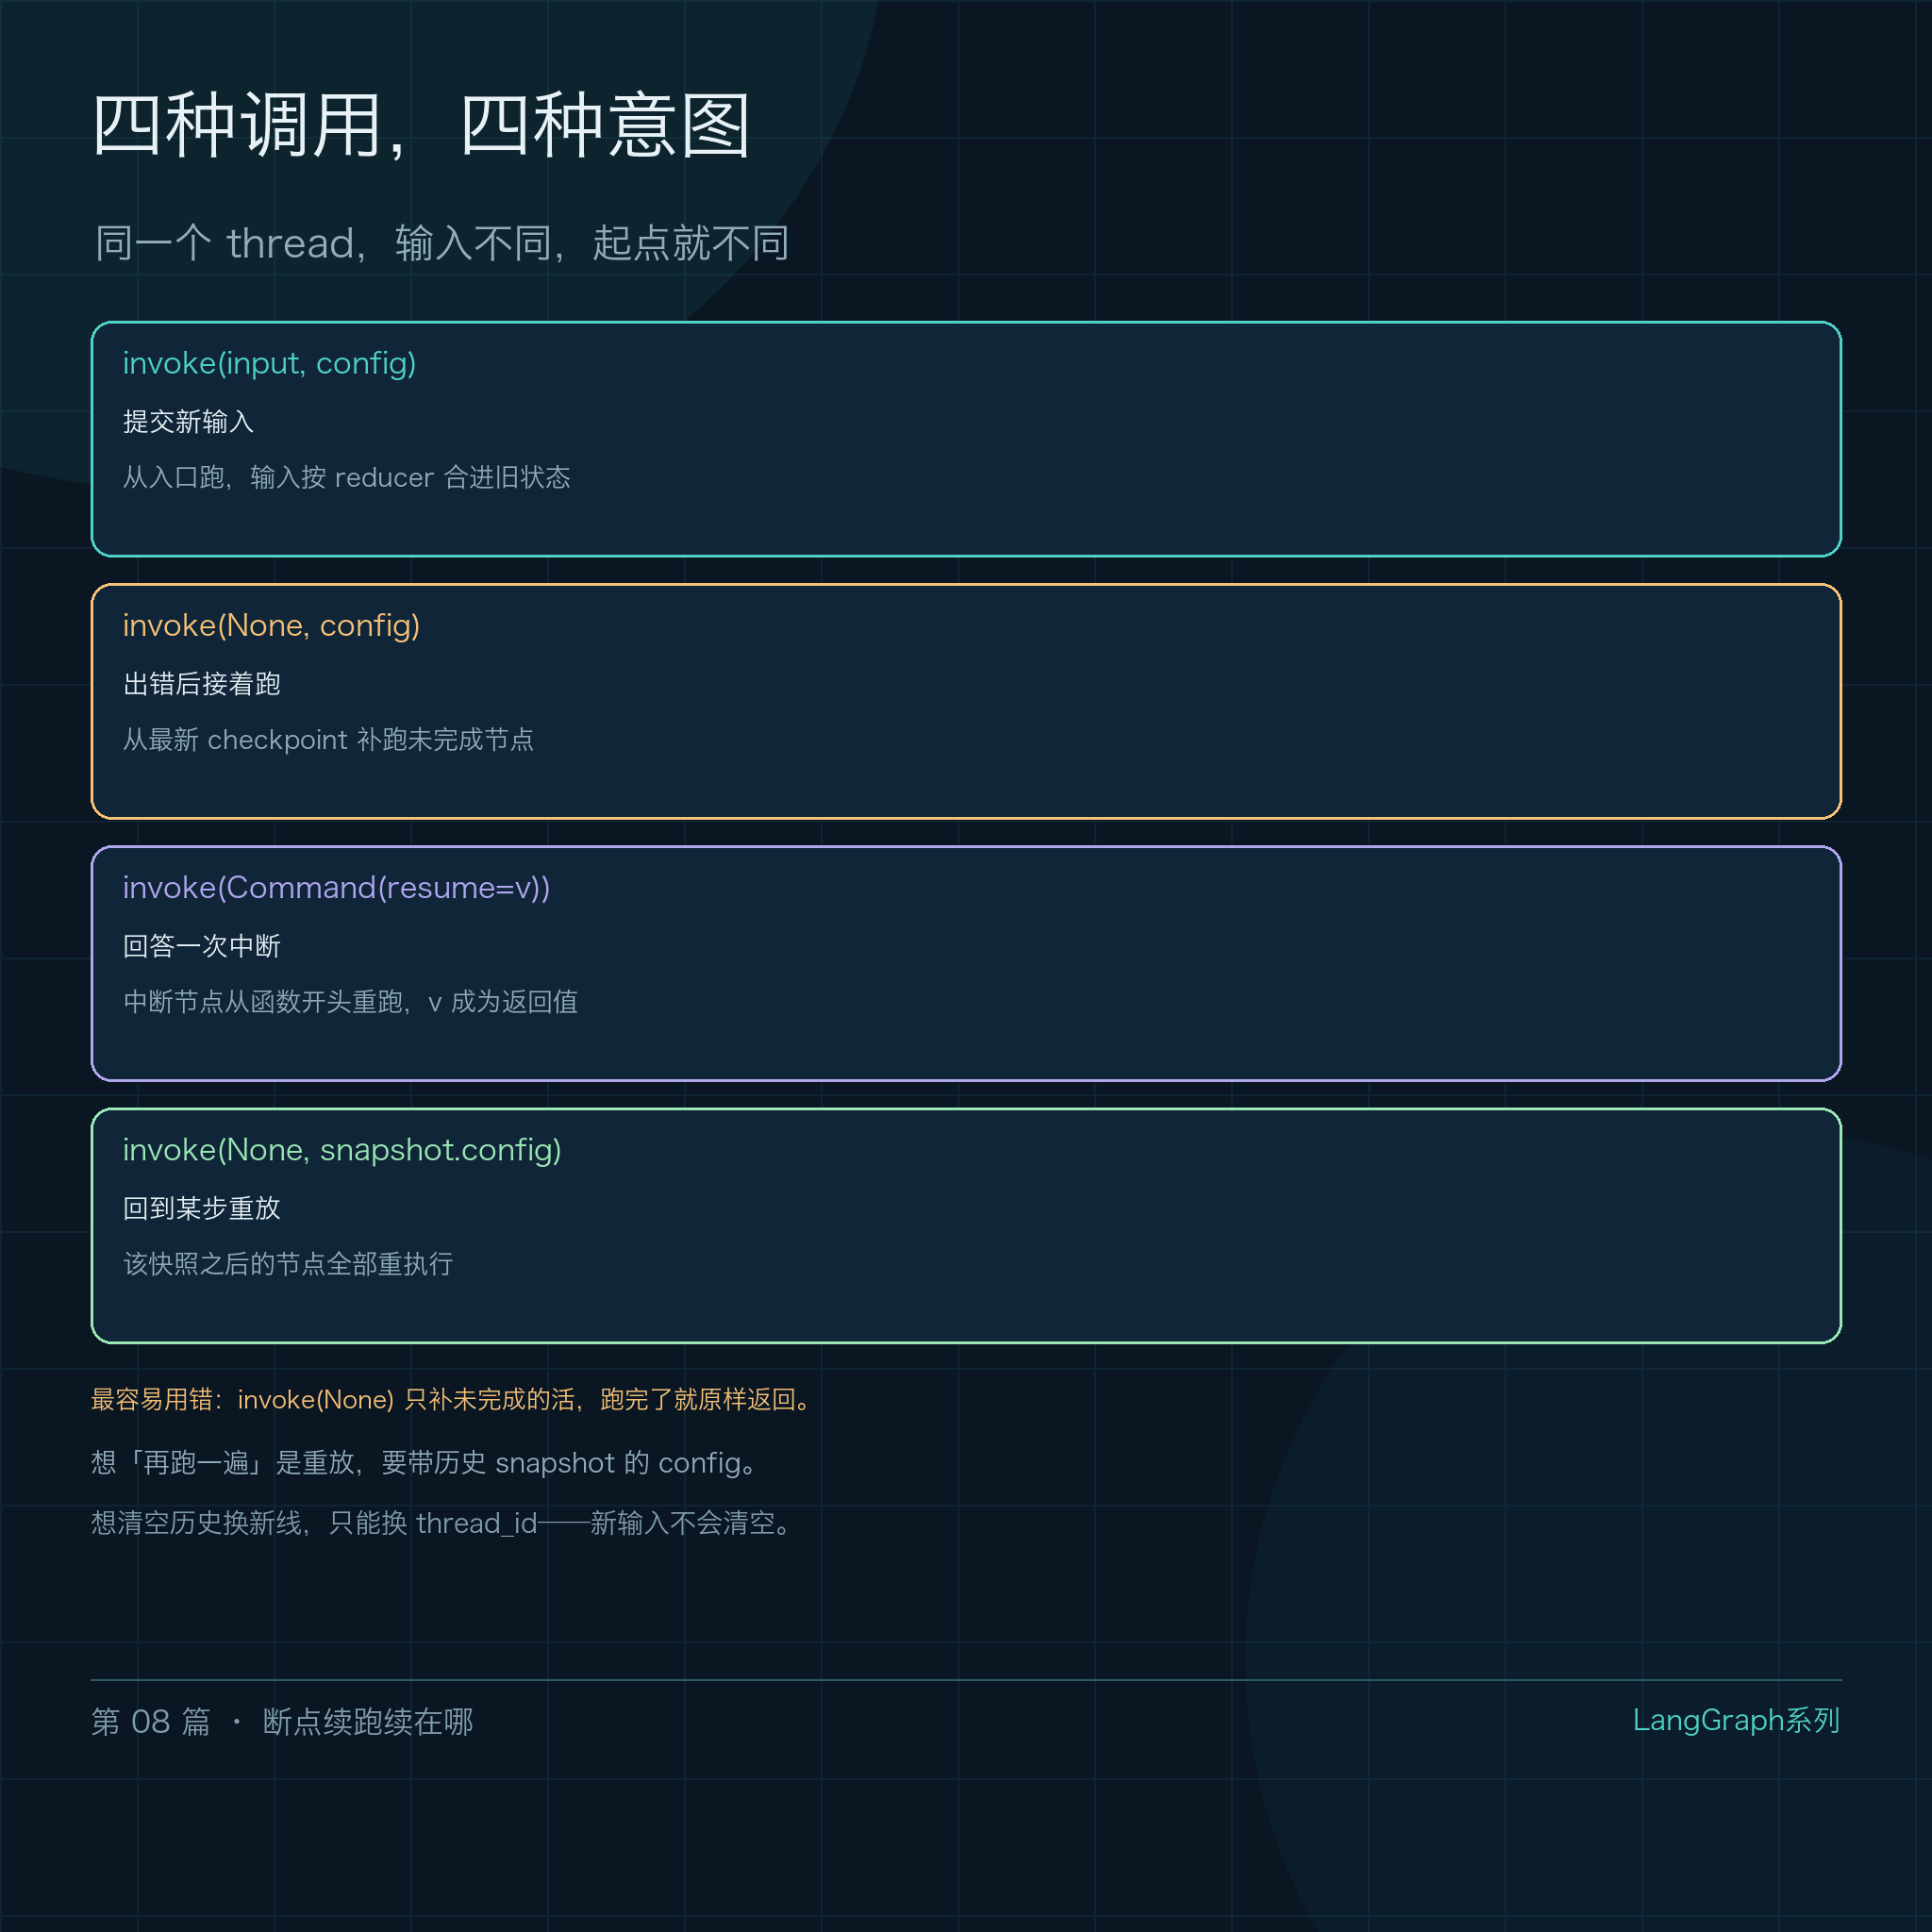 四种调用，四种意图
同一个 thread，输入不同，起点就不同
invoke(input, config)
提交新输入
从入口跑，输入按 reducer 合进旧状态
invoke(None, config)
出错后接着跑
从最新 checkpoint 补跑未完成节点
invoke(Command(resume=v))
回答一次中断
中断节点从函数开头重跑，v 成为返回值
invoke(None, snapshot.config)
回到某步重放
该快照之后的节点全部重执行
最容易用错：invoke(None) 只补未完成的活，跑完了就原样返回。
想「再跑一遍」是重放，要带历史 snapshot 的 config。
想清空历史换新线，只能换 thread_id——新输入不会清空。
第 08 篇 · 断点续跑续在哪
LangGraph系列